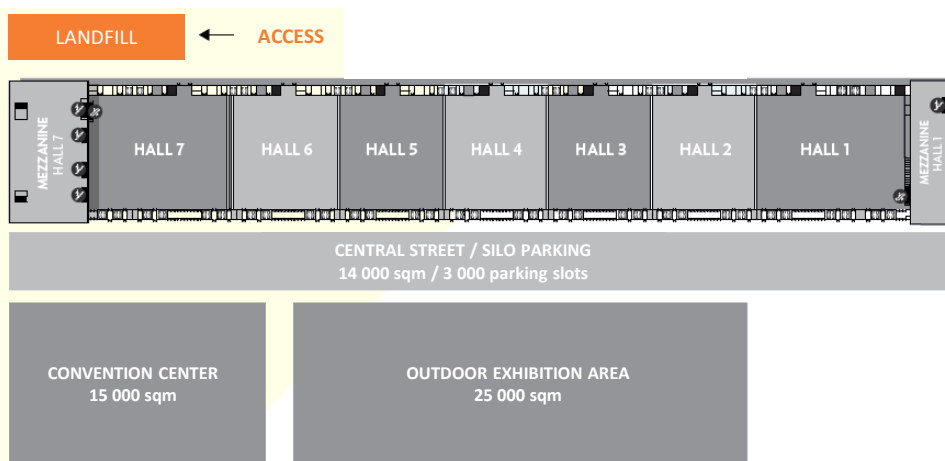 LANDFILL
ACCESS
MEZZANINE
HALL 7
HALL 7
HALL 6
HALL 5
HALL 4
HALL 3
HALL 2
HALL 1
MEZZANINE
HALL 1
CENTRAL STREET / SILO PARKING
14 000 sqm / 3 000 parking slots
CONVENTION CENTER
15 000 sqm
OUTDOOR EXHIBITION AREA
25 000 sqm